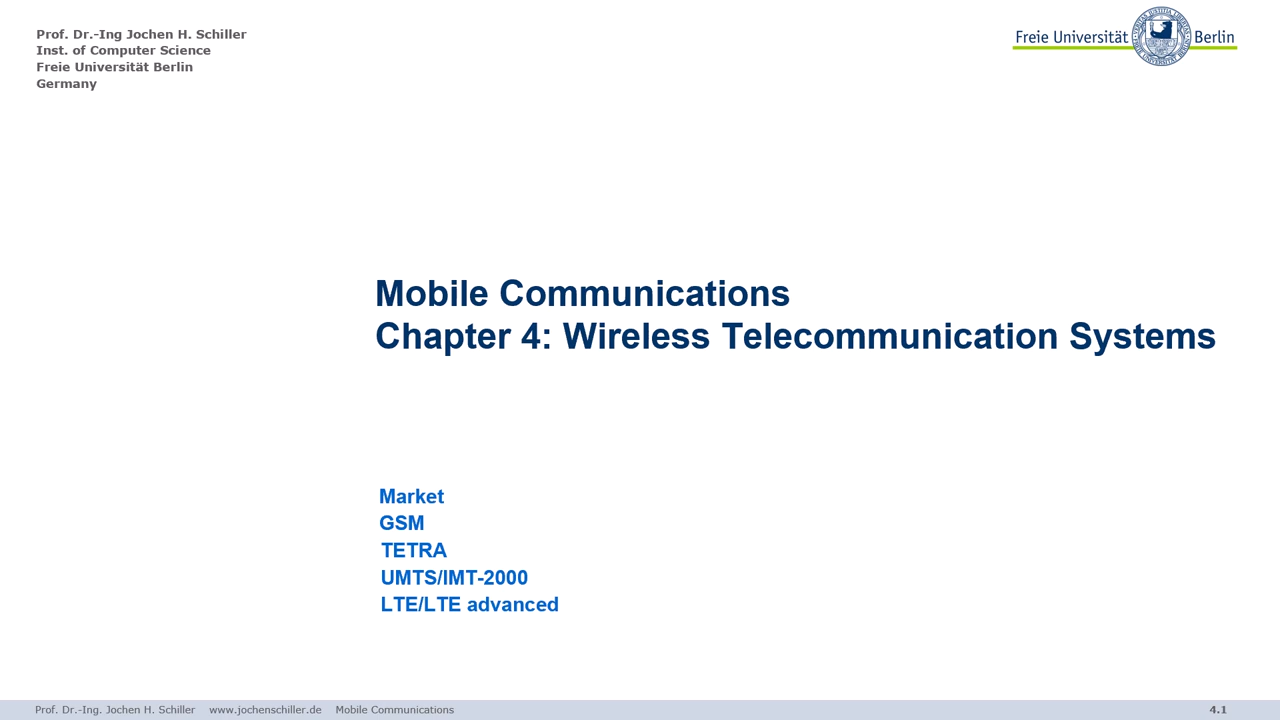 Prof. Dr.-Ing Jochen H. Schiller
Inst. of Computer Science
Freie Universität Berlin
Germany
Freie Universität Berlin
Mobile Communications
Chapter 4: Wireless Telecommunication Systems
Market
GSM
TETRA
UMTS/IMT-2000
LTE/LTE advanced
Prof. Dr.-Ing. Jochen H. Schiller www.jochenschiller.de Mobile Communications 4.1